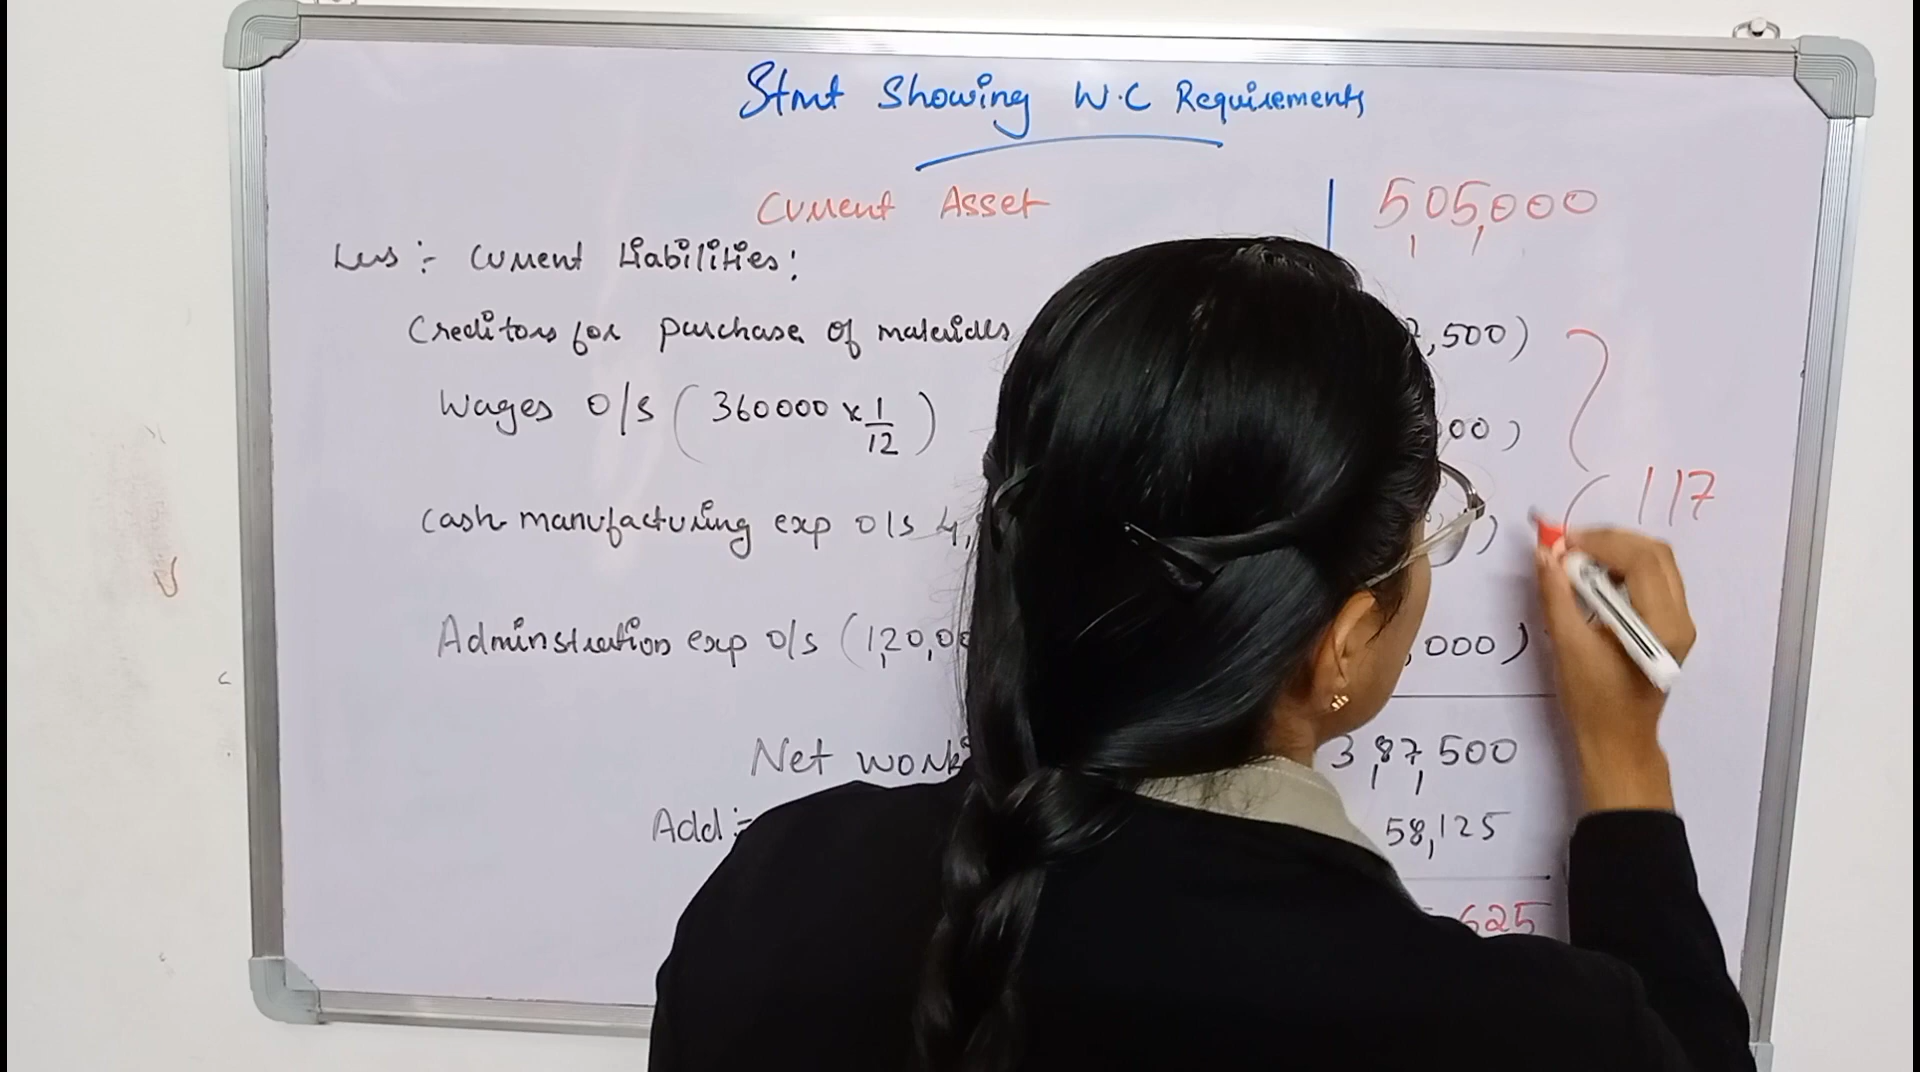 Stmt Showing W.C Requirements
Current Asset 5,05,000
Less :- Current Liabilities :
Creditors for purchase of materials ,500)
Wages O/s (360000 x 1/12) 00)
Cash manufacturing exp O/s 4, )
Adminstration exp O/s (1,20,00 ,000)
117
Net 3,87,500
Add :- 58,125
625